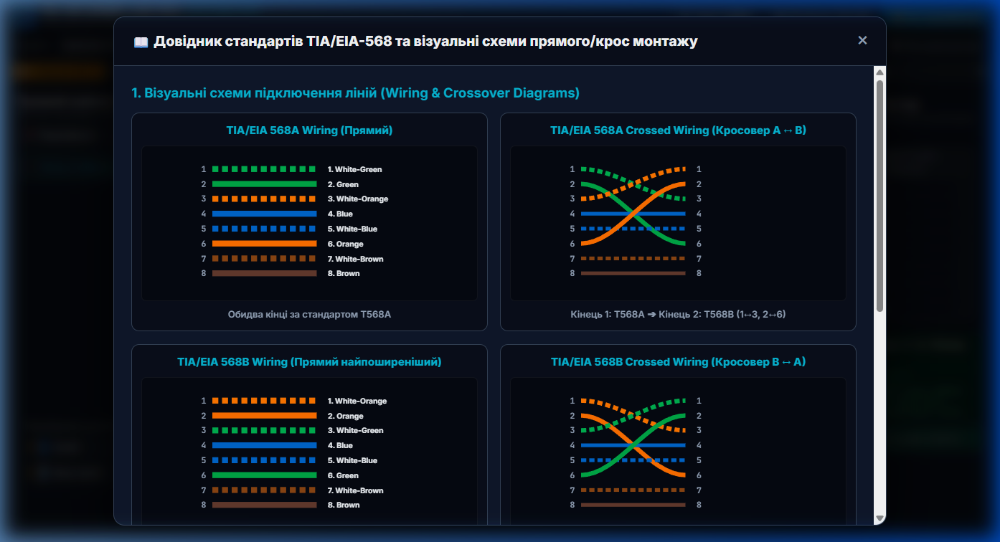 📖 Довідник стандартів TIA/EIA-568 та візуальні схеми прямого/крос монтажу ✕
1. Візуальні схеми підключення ліній (Wiring & Crossover Diagrams)
TIA/EIA 568A Wiring (Прямий)
1 1. White-Green
2 2. Green
3 3. White-Orange
4 4. Blue
5 5. White-Blue
6 6. Orange
7 7. White-Brown
8 8. Brown
Обидва кінці за стандартом T568A
TIA/EIA 568A Crossed Wiring (Кросовер A ↔ B)
1 1
2 2
3 3
4 4
5 5
6 6
7 7
8 8
Кінець 1: T568A ➔ Кінець 2: T568B (1↔3, 2↔6)
TIA/EIA 568B Wiring (Прямий найпоширеніший)
1 1. White-Orange
2 2. Orange
3 3. White-Green
4 4. Blue
5 5. White-Blue
6 6. Green
7 7. White-Brown
8 8. Brown
TIA/EIA 568B Crossed Wiring (Кросовер B ↔ A)
1 1
2 2
3 3
4 4
5 5
6 6
7 7
8 8